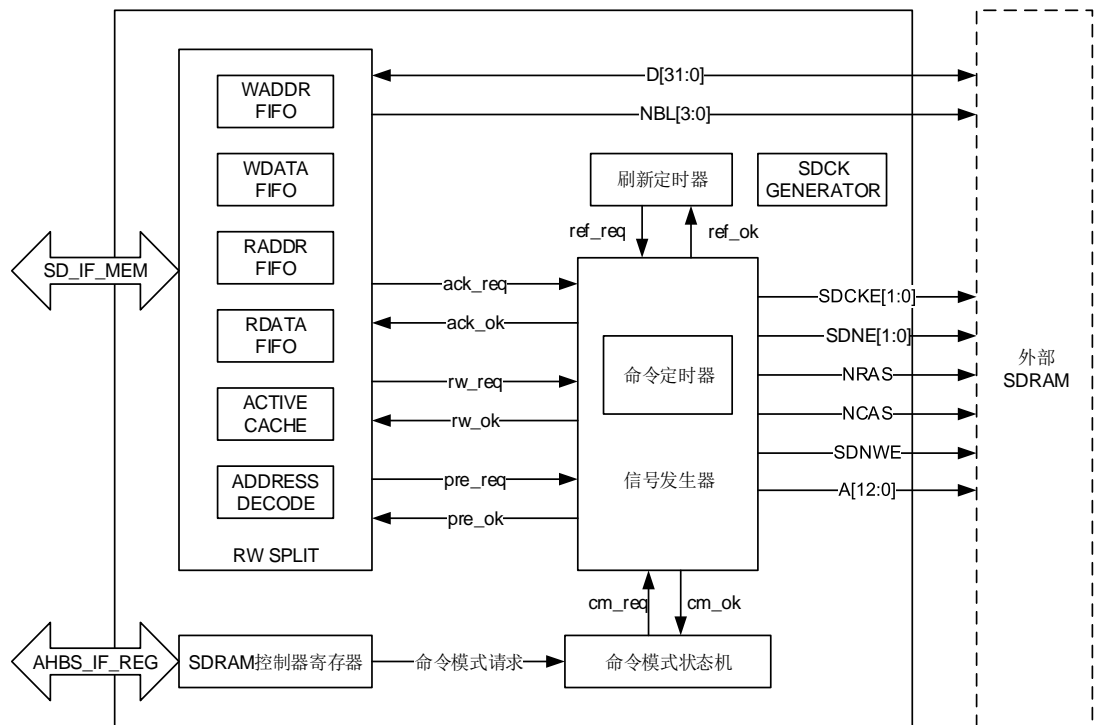 D[31:0]
NBL[3:0]
WADDR
FIFO
WDATA
FIFO
RADDR
FIFO
RDATA
FIFO
ACTIVE
CACHE
ADDRESS
DECODE
RW SPLIT
SD_IF_MEM
刷新定时器
SDCK
GENERATOR
ref_req
ref_ok
ack_req
ack_ok
rw_req
rw_ok
pre_req
pre_ok
命令定时器
信号发生器
SDCKE[1:0]
SDNE[1:0]
NRAS
NCAS
SDNWE
A[12:0]
外部
SDRAM
cm_req
cm_ok
AHBS_IF_REG
SDRAM控制器寄存器
命令模式请求
命令模式状态机